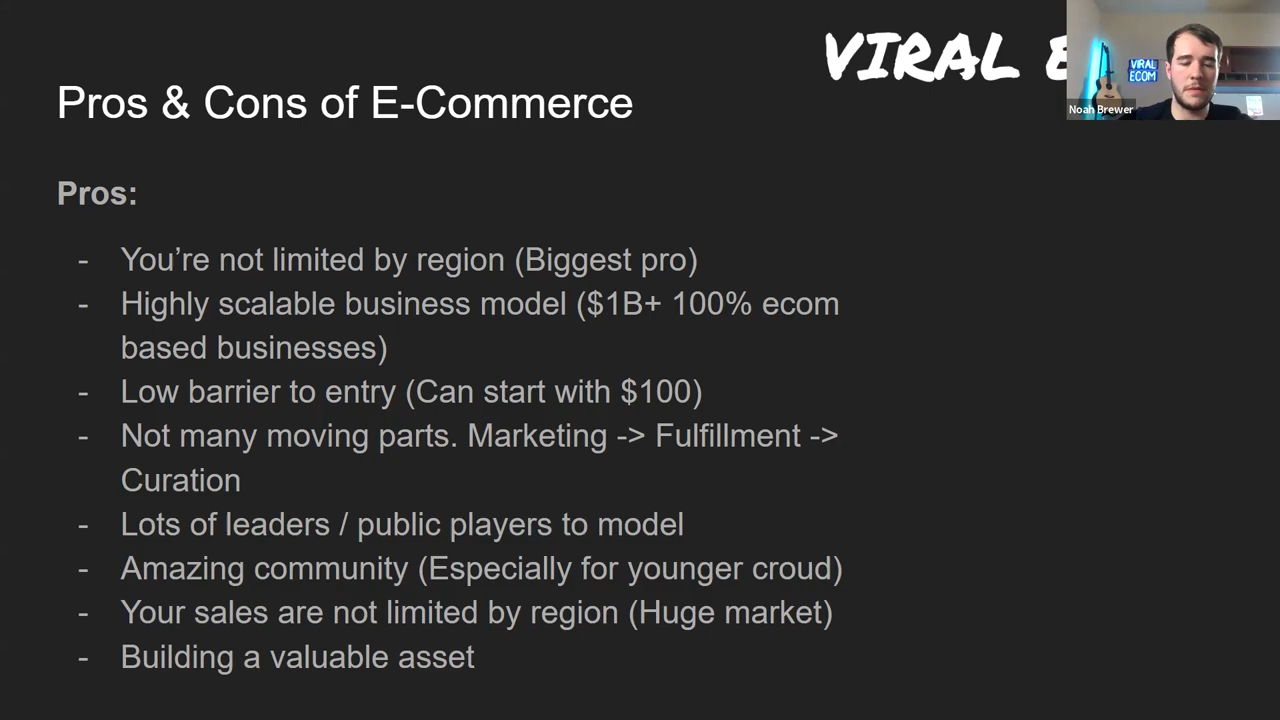 VIRAL E
VIRAL
ECOM
Noah Brewer
Pros & Cons of E-Commerce
Pros:
- You’re not limited by region (Biggest pro)
- Highly scalable business model ($1B+ 100% ecom
based businesses)
- Low barrier to entry (Can start with $100)
- Not many moving parts. Marketing -> Fulfillment ->
Curation
- Lots of leaders / public players to model
- Amazing community (Especially for younger croud)
- Your sales are not limited by region (Huge market)
- Building a valuable asset